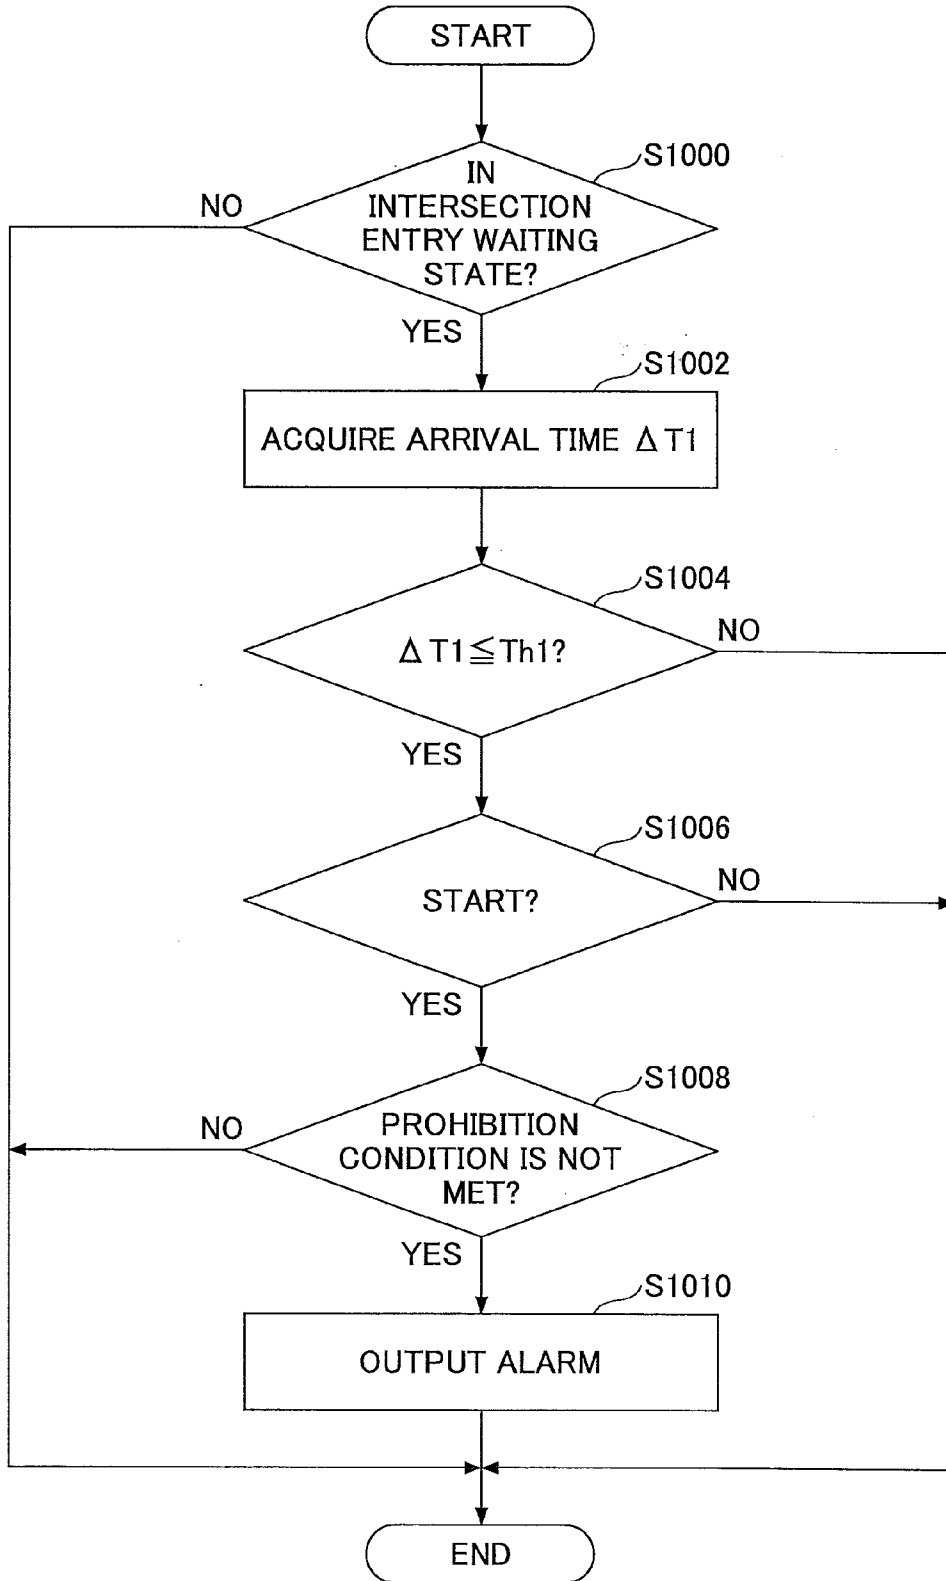 START
S1000
IN
INTERSECTION
ENTRY WAITING
STATE?
NO
YES
S1002
ACQUIRE ARRIVAL TIME ΔT1
S1004
ΔT1≦Th1?
NO
YES
S1006
START?
NO
YES
S1008
PROHIBITION
CONDITION IS NOT
MET?
NO
YES
S1010
OUTPUT ALARM
END